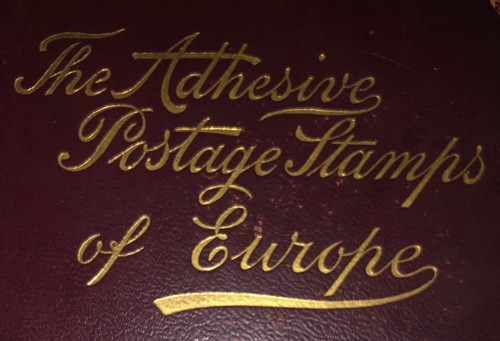 The Adhesive
Postage Stamps
of Europe